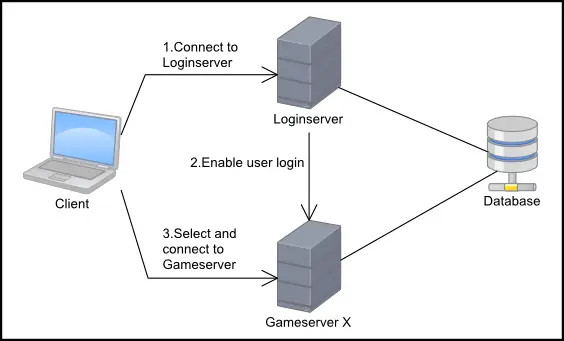 1.Connect to
Loginserver
Loginserver
2.Enable user login
Client
Database
3.Select and
connect to
Gameserver
Gameserver X